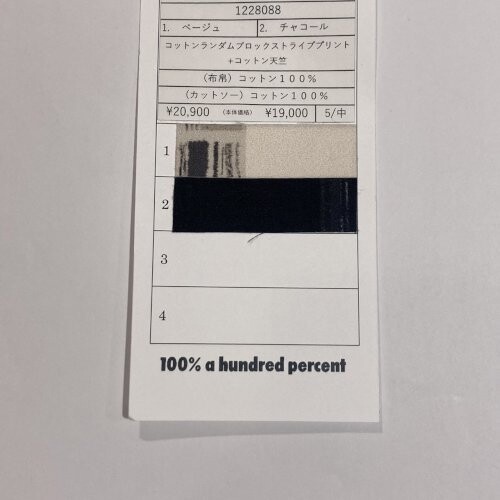 1228088
1. ベージュ 2. チャコール
コットンランダムブロックストライププリント
+コットン天竺
(布帛)コットン100%
(カットソー)コットン100%
¥20,900 (本体価格) ¥19,000 5/中
1
2
3
4
100% a hundred percent